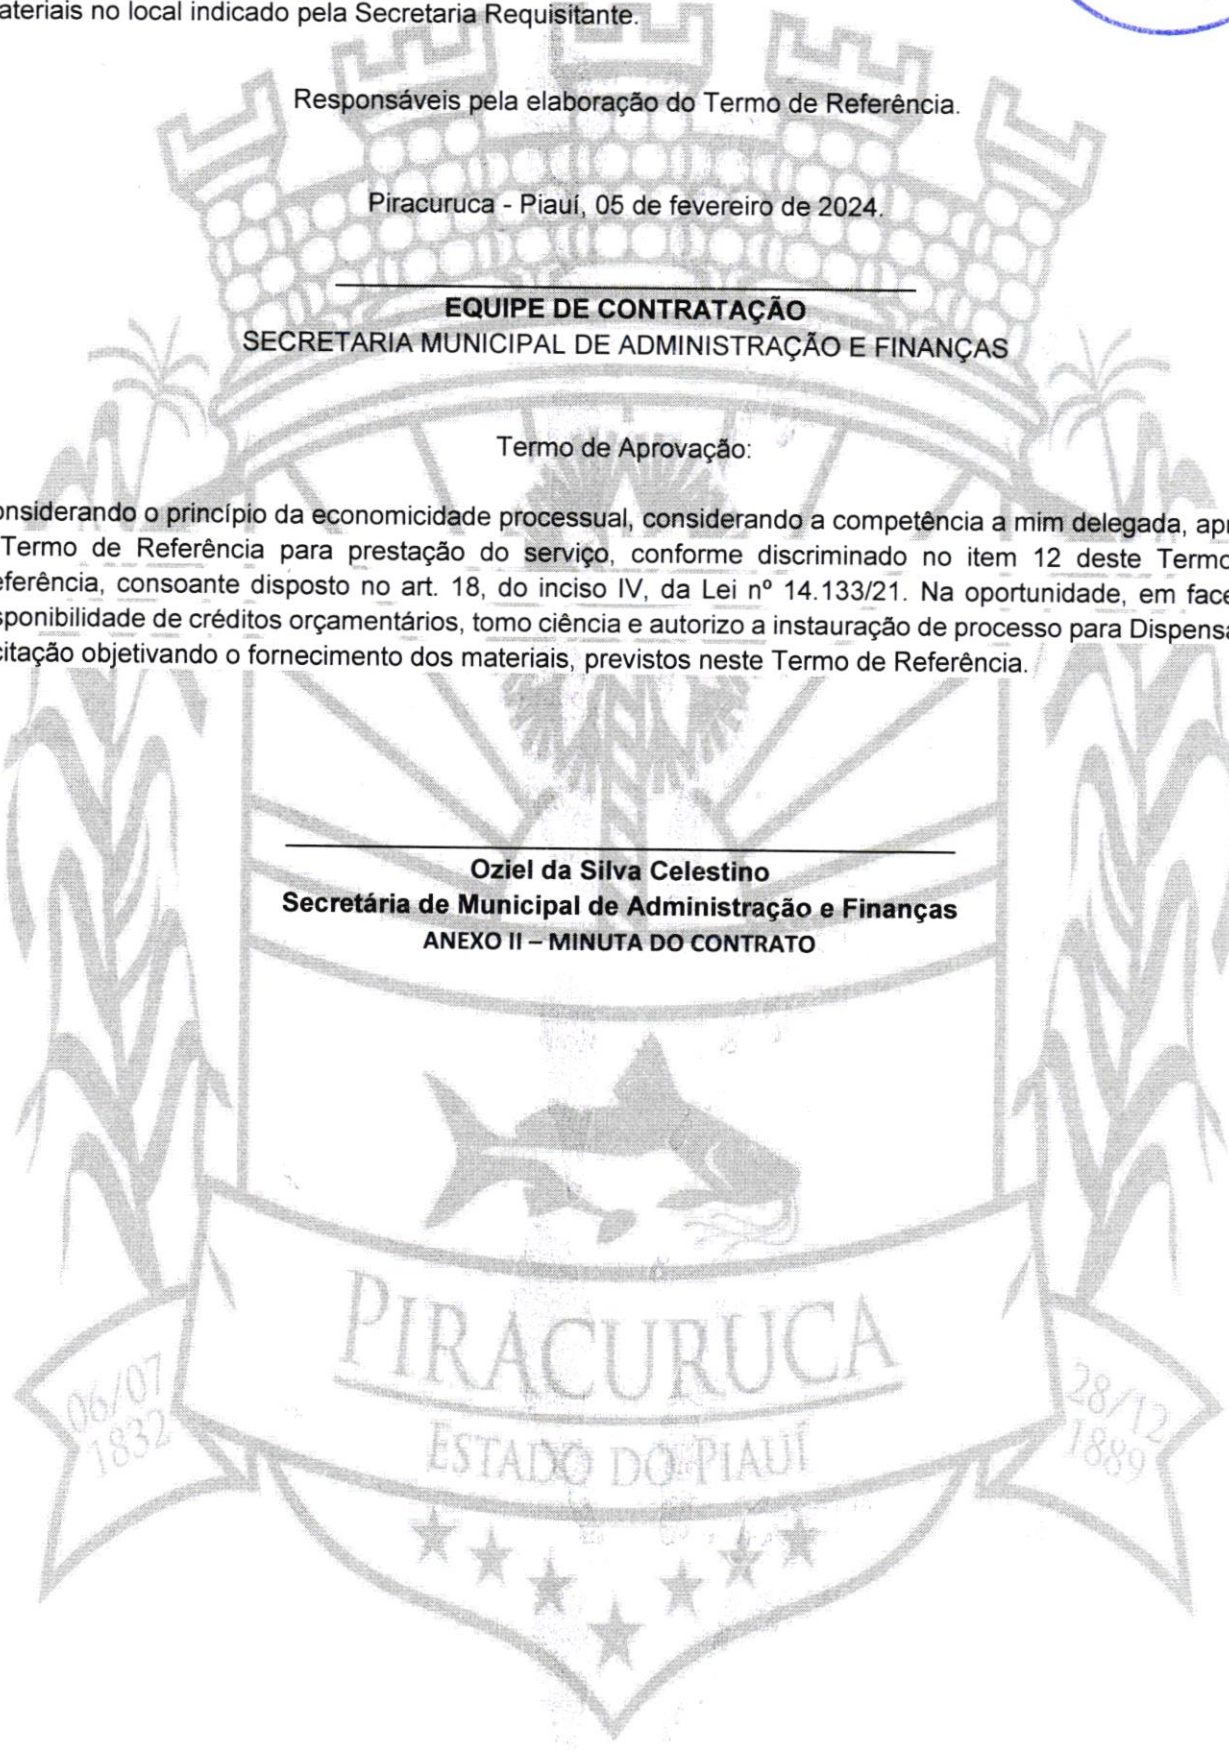 ateriais no local indicado pela Secretaria Requisitante.
Responsáveis pela elaboração do Termo de Referência.
Piracuruca - Piauí, 05 de fevereiro de 2024.
EQUIPE DE CONTRATAÇÃO
SECRETARIA MUNICIPAL DE ADMINISTRAÇÃO E FINANÇAS
Termo de Aprovação:
onsiderando o princípio da economicidade processual, considerando a competência a mim delegada, apr
Termo de Referência para prestação do serviço, conforme discriminado no item 12 deste Termo
eferência, consoante disposto no art. 18, do inciso IV, da Lei nº 14.133/21. Na oportunidade, em face
sponibilidade de créditos orçamentários, tomo ciência e autorizo a instauração de processo para Dispensa
citação objetivando o fornecimento dos materiais, previstos neste Termo de Referência.
Oziel da Silva Celestino
Secretária de Municipal de Administração e Finanças
ANEXO II – MINUTA DO CONTRATO
PIRACURUCA
ESTADO DO PIAUÍ
06/07
1832
28/12
1889